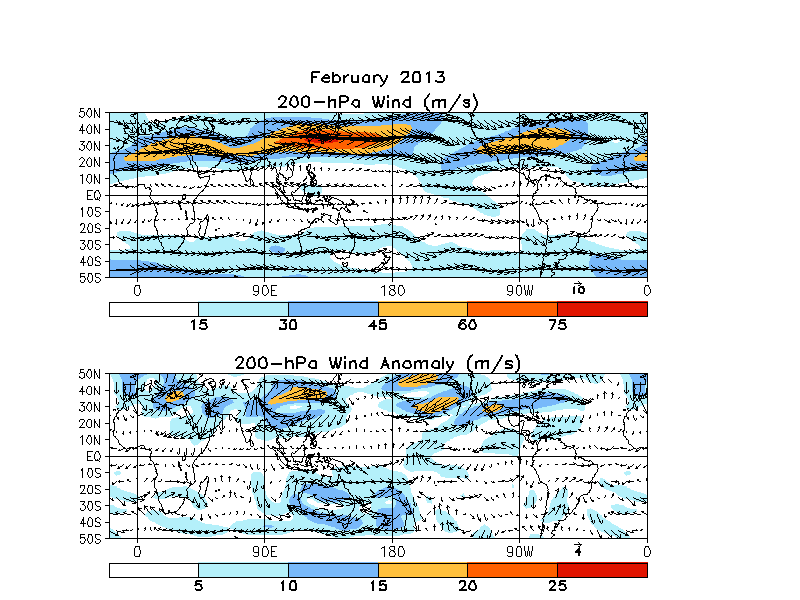 February 2013
200-hPa Wind (m/s)
50N
40N
30N
20N
10N
EQ
10S
20S
30S
40S
50S
0 90E 180 90W 10 0
15 30 45 60 75
200-hPa Wind Anomaly (m/s)
50N
40N
30N
20N
10N
EQ
10S
20S
30S
40S
50S
0 90E 180 90W 4 0
5 10 15 20 25